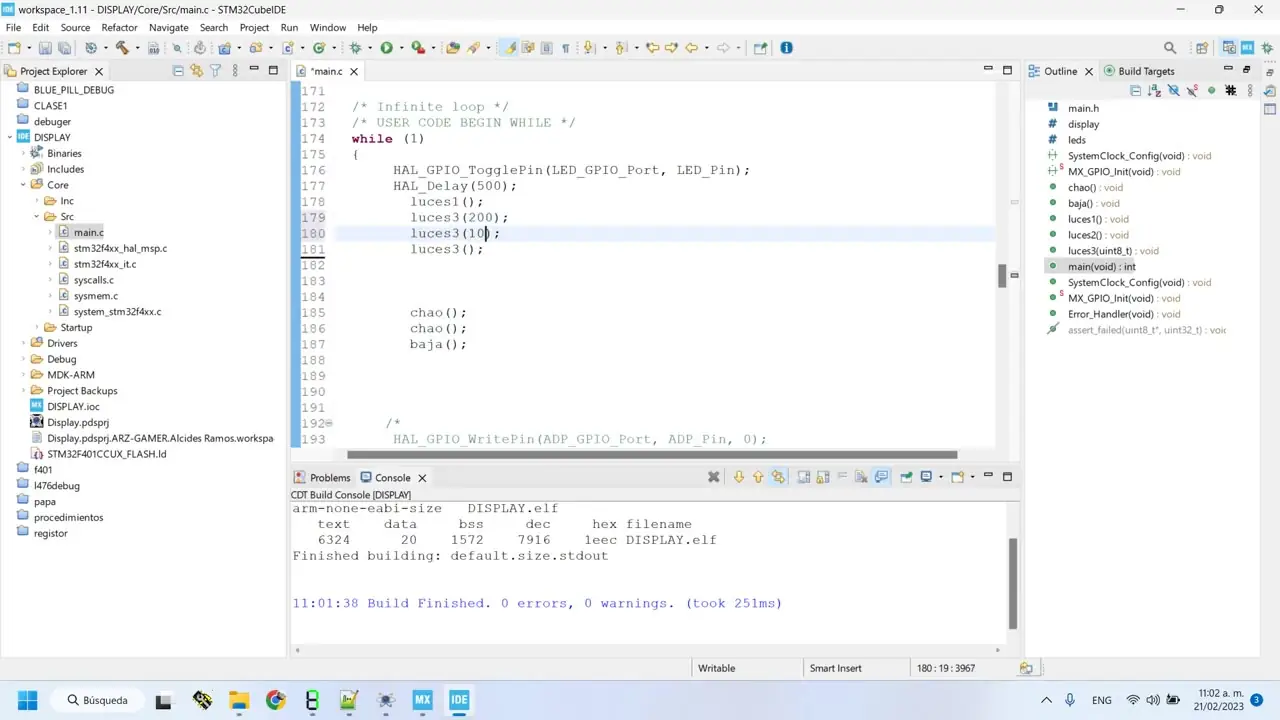 workspace_1.11 - DISPLAY/Core/Src/main.c - STM32CubeIDE
File Edit Source Refactor Navigate Search Project Run Window Help
Project Explorer
BLUE_PILL_DEBUG
CLASE1
debuger
DISPLAY
Binaries
Includes
Core
Inc
Src
main.c
stm32f4xx_hal_msp.c
stm32f4xx_it.c
syscalls.c
sysmem.c
system_stm32f4xx.c
Startup
Drivers
Debug
MDK-ARM
Project Backups
DISPLAY.ioc
Display.pdsprj
Display.pdsprj.ARZ-GAMER.Alcides Ramos.workspa
STM32F401CCUX_FLASH.ld
f401
l476debug
papa
procedimientos
registor
*main.c
171
172 /* Infinite loop */
173 /* USER CODE BEGIN WHILE */
174 while (1)
175 {
176 HAL_GPIO_TogglePin(LED_GPIO_Port, LED_Pin);
177 HAL_Delay(500);
178 luces1();
179 luces3(200);
180 luces3(10);
181 luces3();
182
183
184
185 chao();
186 chao();
187 baja();
188
189
190
191
192 /*
193 HAL_GPIO_WritePin(ADP_GPIO_Port, ADP_Pin, 0);
Problems Console
CDT Build Console [DISPLAY]
arm-none-eabi-size DISPLAY.elf
text data bss dec hex filename
6324 20 1572 7916 1eec DISPLAY.elf
Finished building: default.size.stdout
11:01:38 Build Finished. 0 errors, 0 warnings. (took 251ms)
Outline Build Targets
main.h
display
leds
SystemClock_Config(void) : void
MX_GPIO_Init(void) : void
chao() : void
baja() : void
luces1() : void
luces2() : void
luces3(uint8_t) : void
main(void) : int
SystemClock_Config(void) : void
MX_GPIO_Init(void) : void
Error_Handler(void) : void
assert_failed(uint8_t*, uint32_t) : void
Writable Smart Insert 180 : 19 : 3967
Búsqueda
MX
IDE
ENG
11:02 a. m.
21/02/2023
3